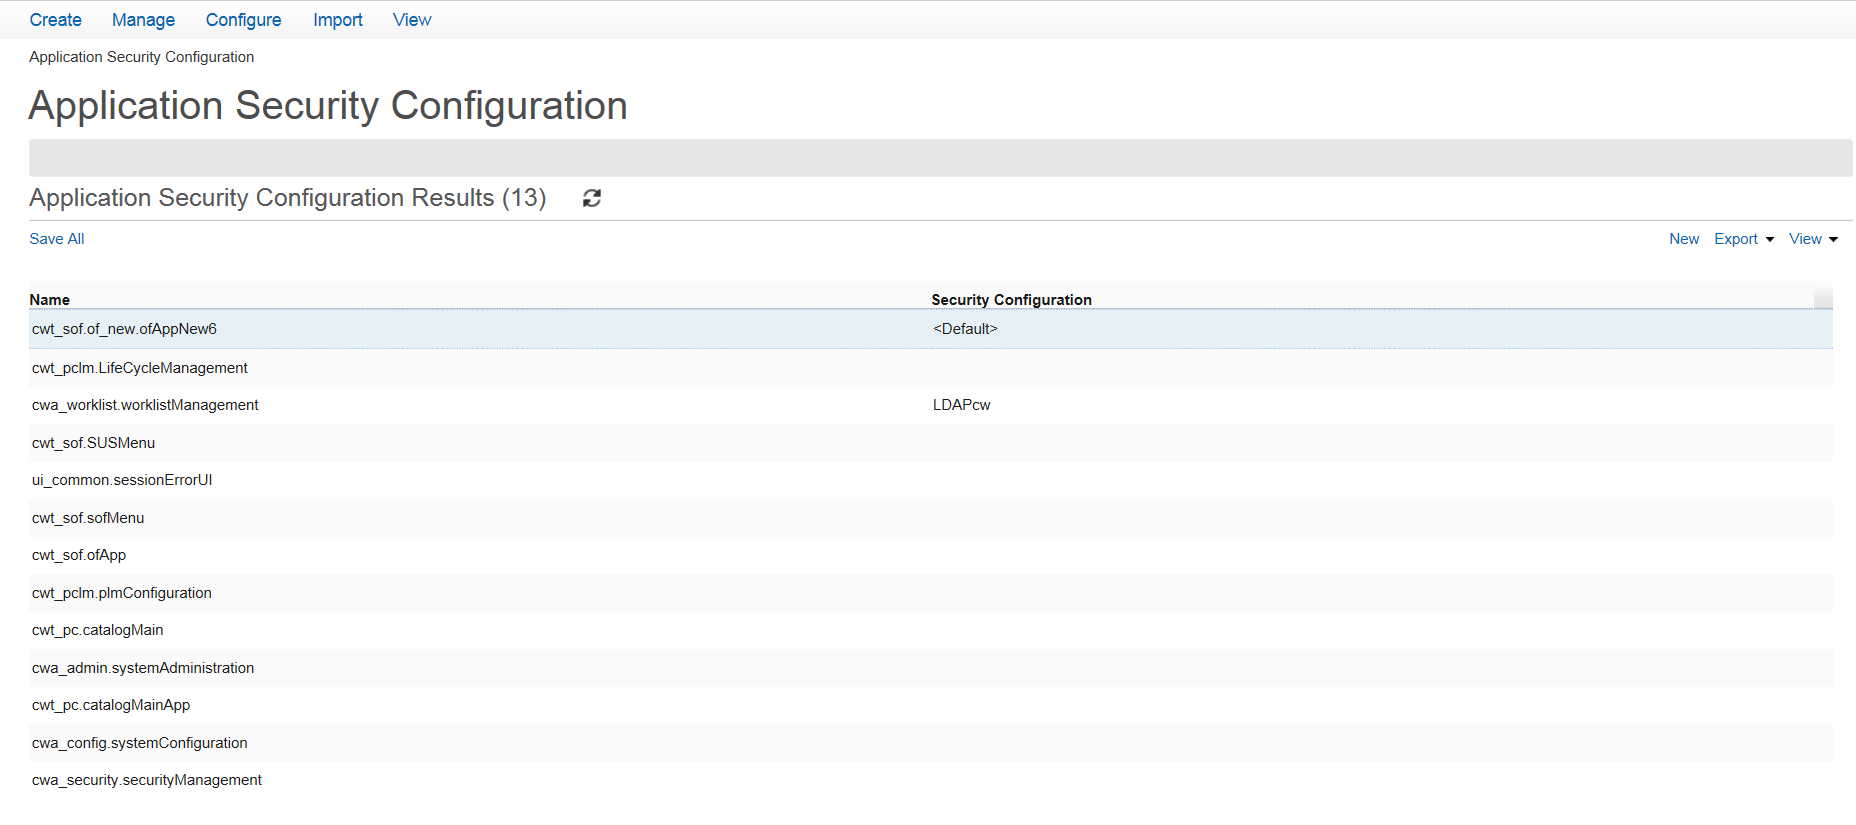 Create Manage Configure Import View
Application Security Configuration
Application Security Configuration
Application Security Configuration Results (13)
Save All New Export View
Name Security Configuration
cwt_sof.of_new.ofAppNew6 <Default>
cwt_pclm.LifeCycleManagement
cwa_worklist.worklistManagement LDAPcw
cwt_sof.SUSMenu
ui_common.sessionErrorUI
cwt_sof.sofMenu
cwt_sof.ofApp
cwt_pclm.plmConfiguration
cwt_pc.catalogMain
cwa_admin.systemAdministration
cwt_pc.catalogMainApp
cwa_config.systemConfiguration
cwa_security.securityManagement